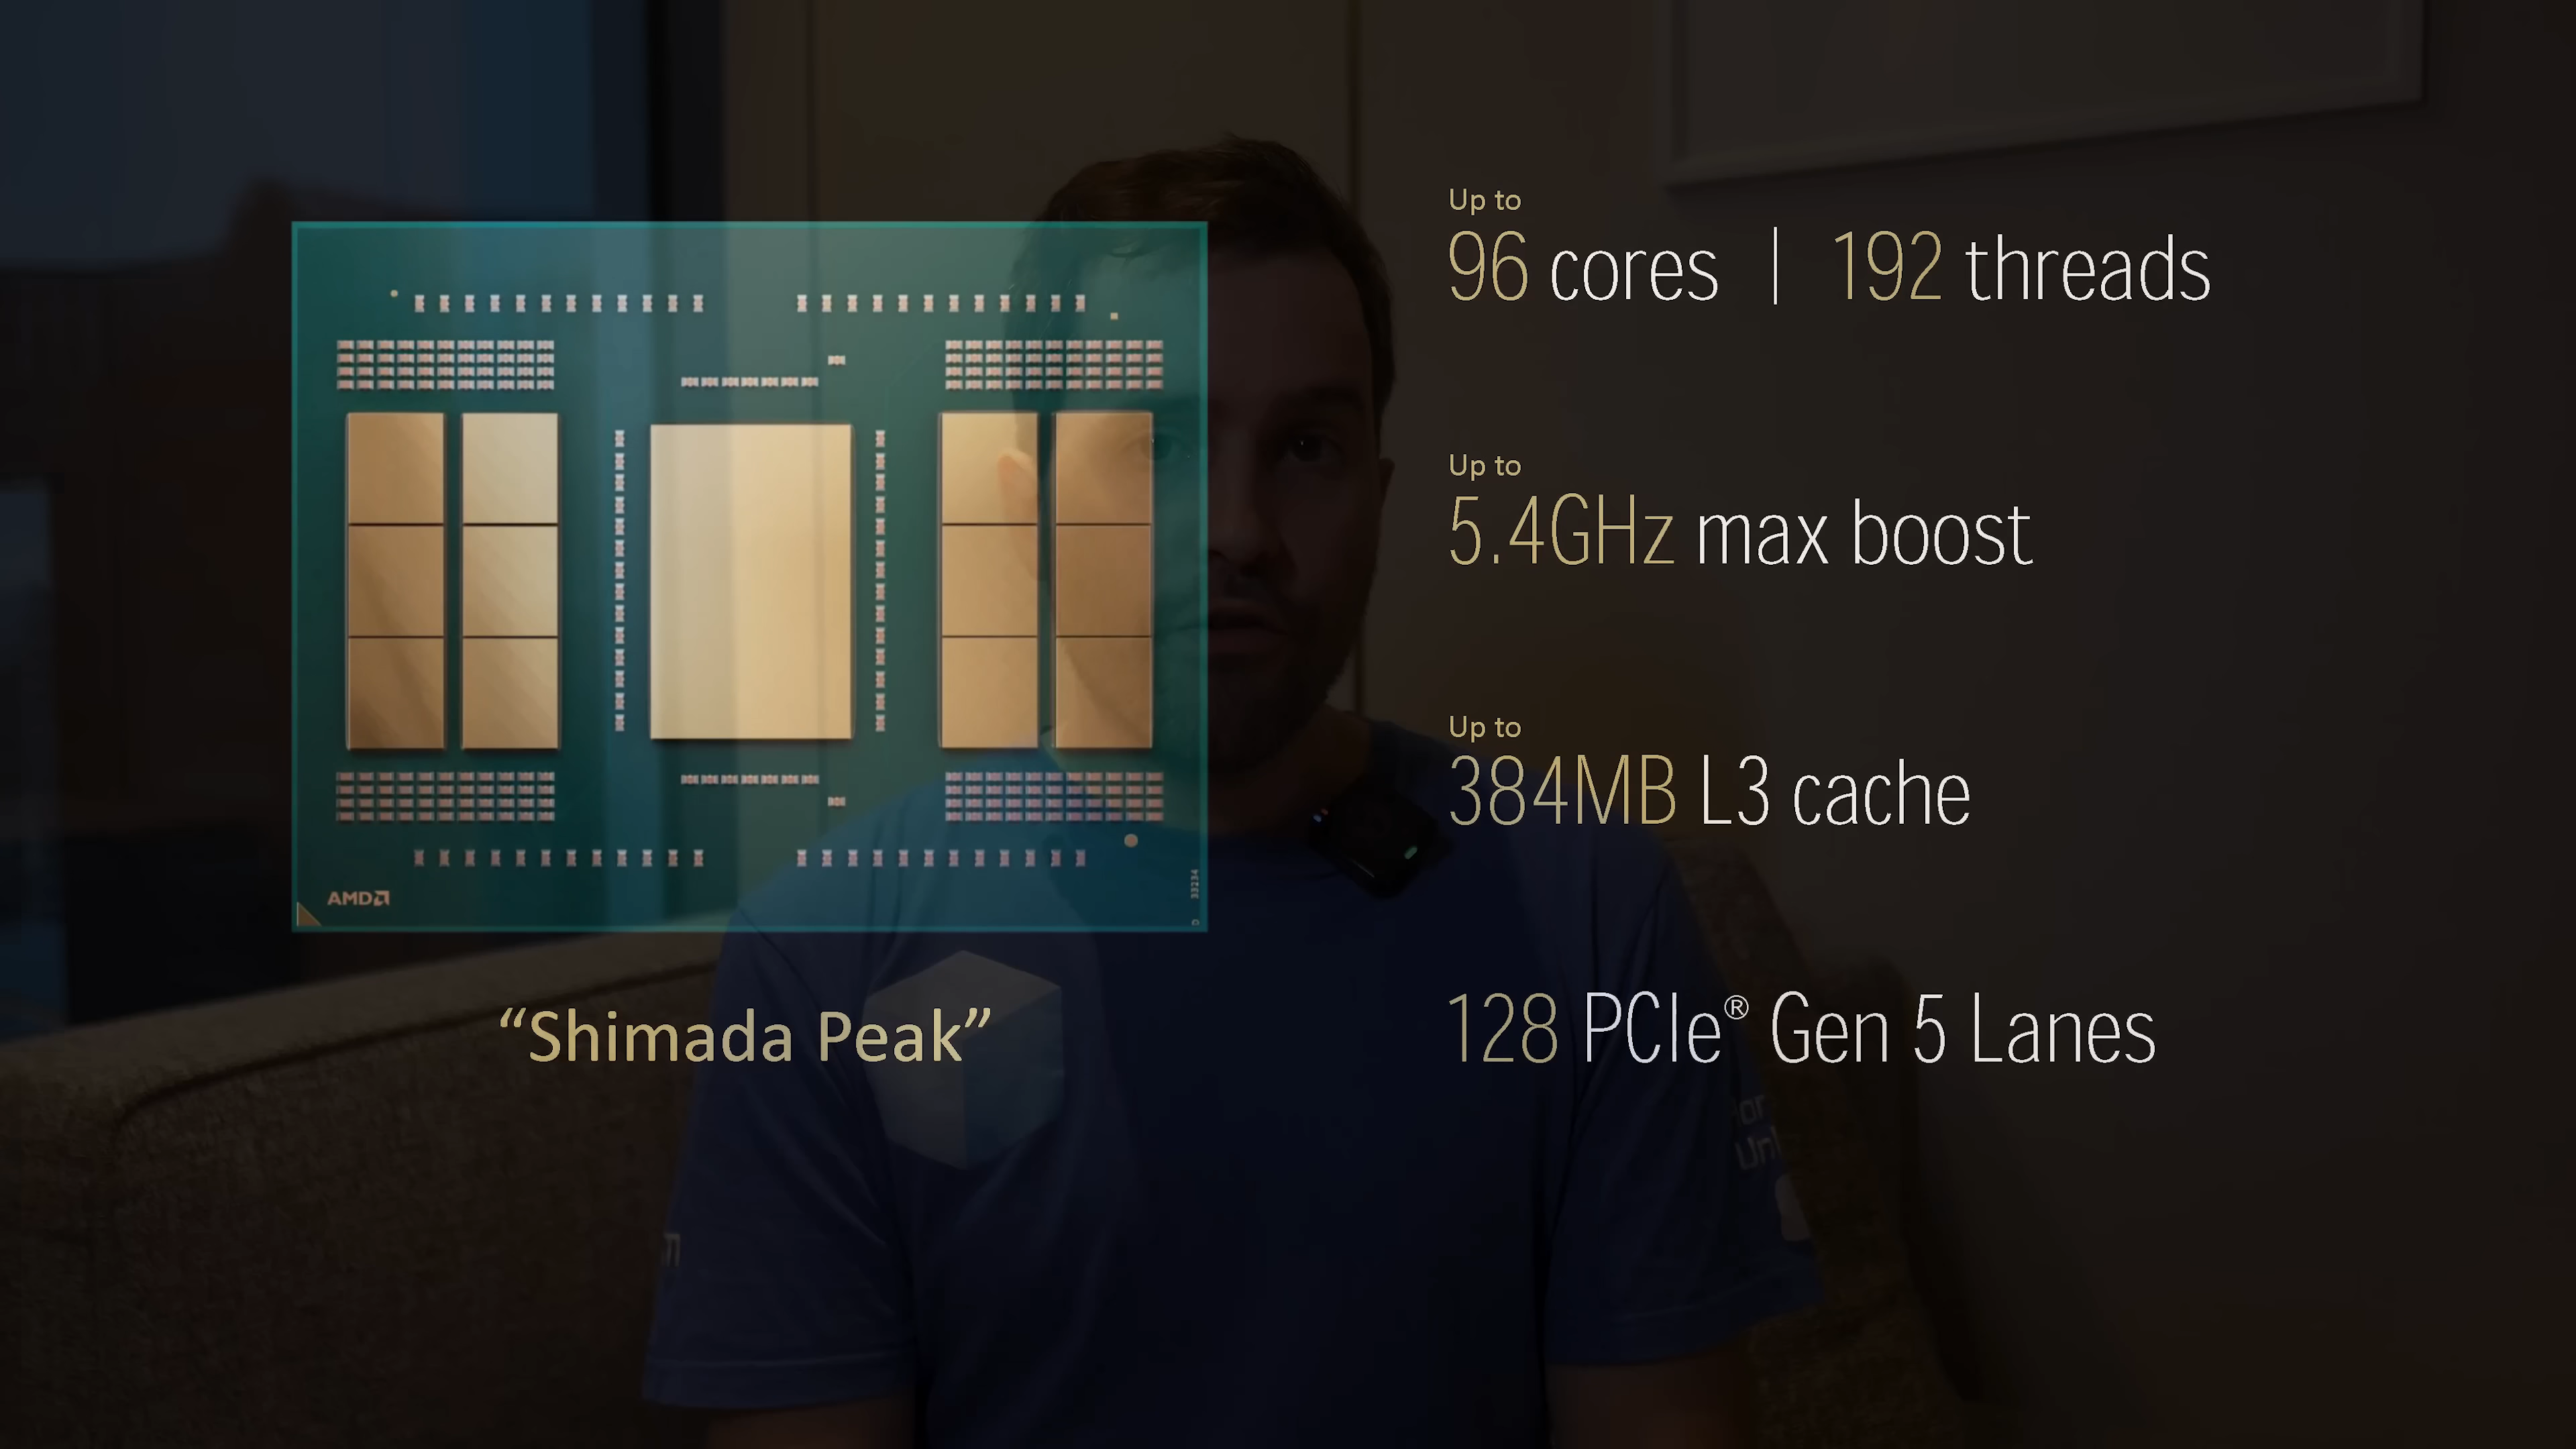 Up to
96 cores | 192 threads
Up to
5.4GHz max boost
Up to
384MB L3 cache
128 PCIe® Gen 5 Lanes
AMD
33234
D
“Shimada Peak”